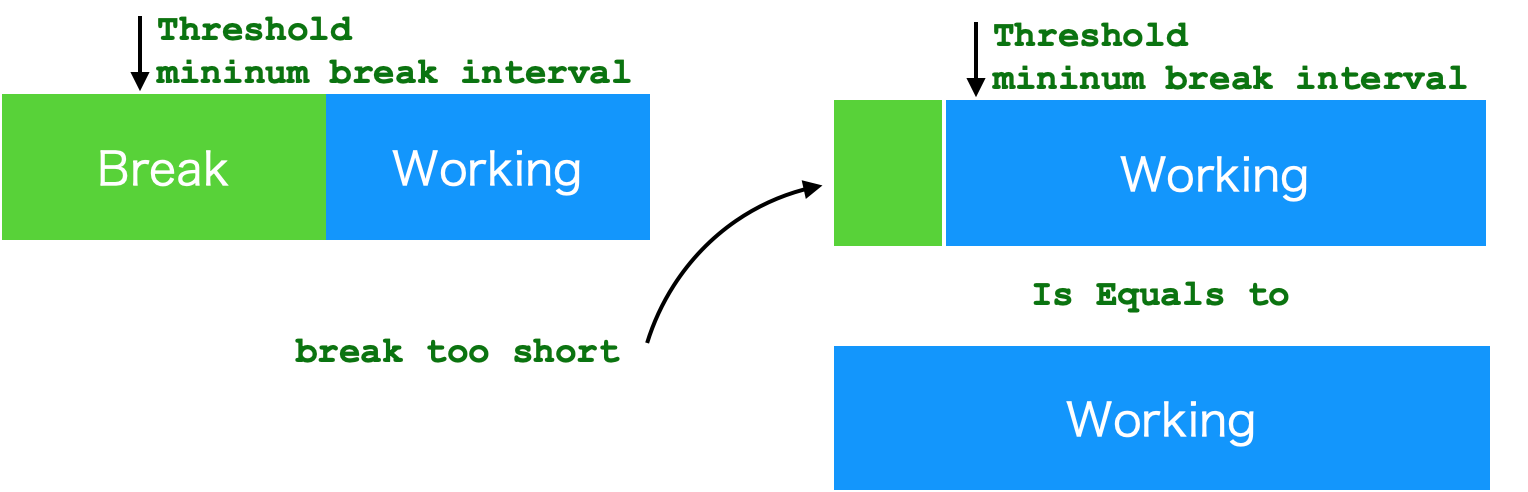 Threshold
mininum break interval
Break
Working
break too short
Threshold
mininum break interval
Working
Is Equals to
Working